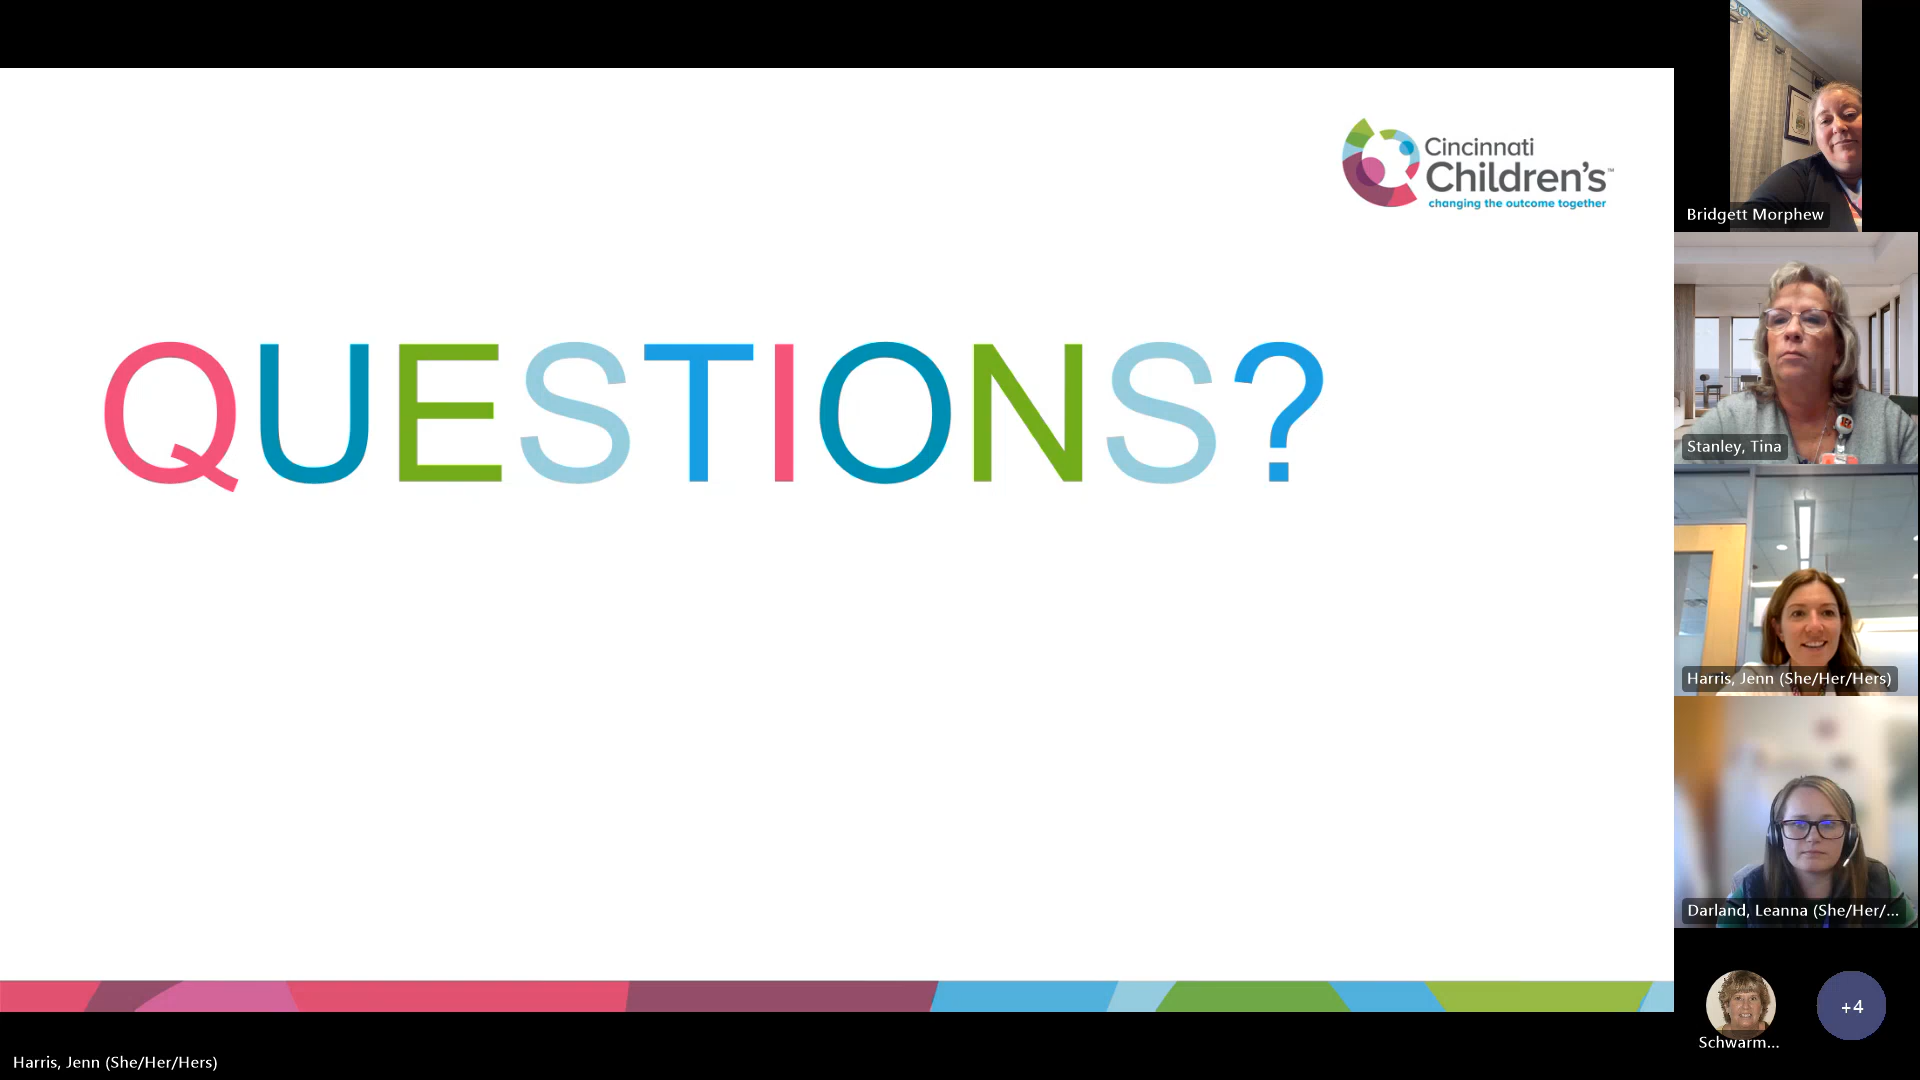 Cincinnati
Children's™
changing the outcome together
QUESTIONS?
Bridgett Morphew
Stanley, Tina
Harris, Jenn (She/Her/Hers)
Darland, Leanna (She/Her/...
Schwarm...
+4
Harris, Jenn (She/Her/Hers)